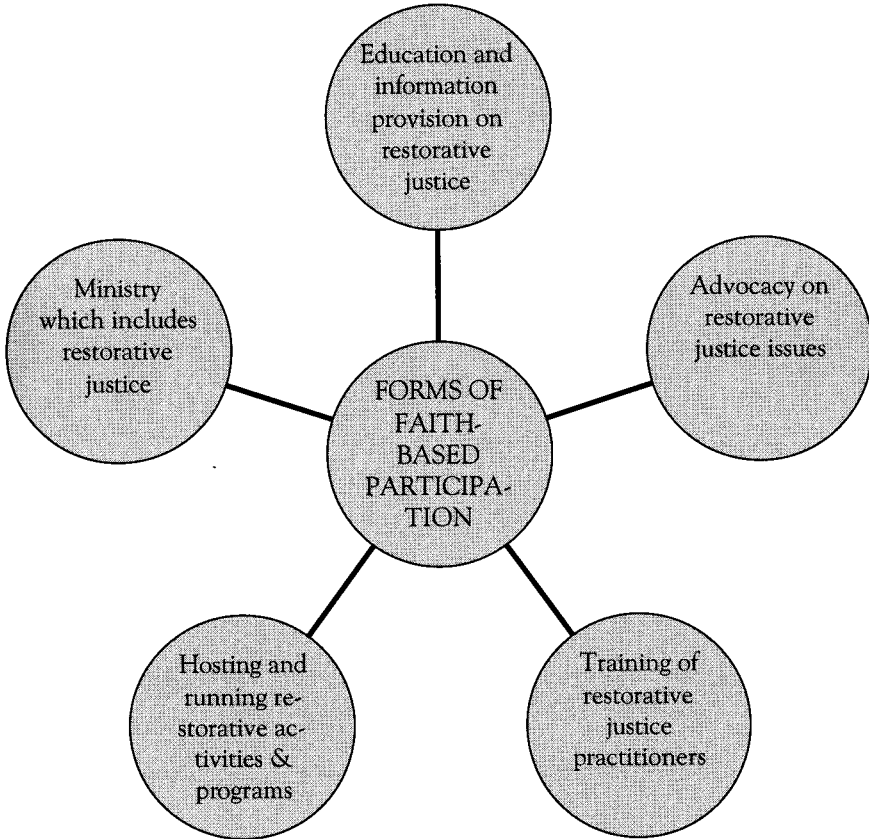 Education and
information
provision on
restorative
justice
Ministry
which includes
restorative
justice
Advocacy on
restorative
justice issues
FORMS OF
FAITH-
BASED
PARTICIPA-
TION
Hosting and
running re-
storative ac-
tivities &
programs
Training of
restorative
justice
practitioners